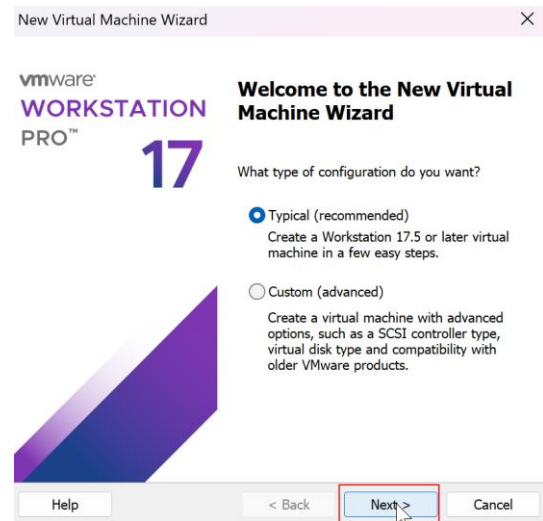 New Virtual Machine Wizard
vmware®
WORKSTATION
PRO™
17
Welcome to the New Virtual
Machine Wizard
What type of configuration do you want?
Typical (recommended)
Create a Workstation 17.5 or later virtual
machine in a few easy steps.
Custom (advanced)
Create a virtual machine with advanced
options, such as a SCSI controller type,
virtual disk type and compatibility with
older VMware products.
Help
< Back
Next >
Cancel